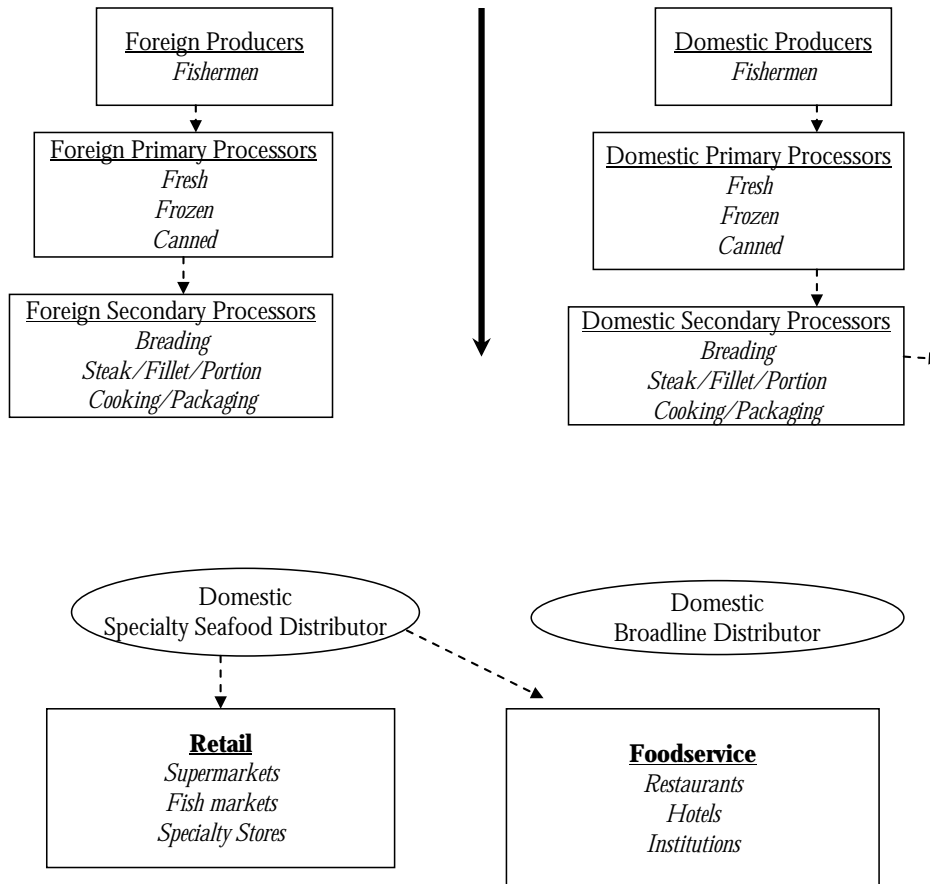 Foreign Producers
Fishermen
Domestic Producers
Fishermen
Foreign Primary Processors
Fresh
Frozen
Canned
Domestic Primary Processors
Fresh
Frozen
Canned
Foreign Secondary Processors
Breading
Steak/Fillet/Portion
Cooking/Packaging
Domestic Secondary Processors
Breading
Steak/Fillet/Portion
Cooking/Packaging
Domestic
Specialty Seafood Distributor
Domestic
Broadline Distributor
Retail
Supermarkets
Fish markets
Specialty Stores
Foodservice
Restaurants
Hotels
Institutions